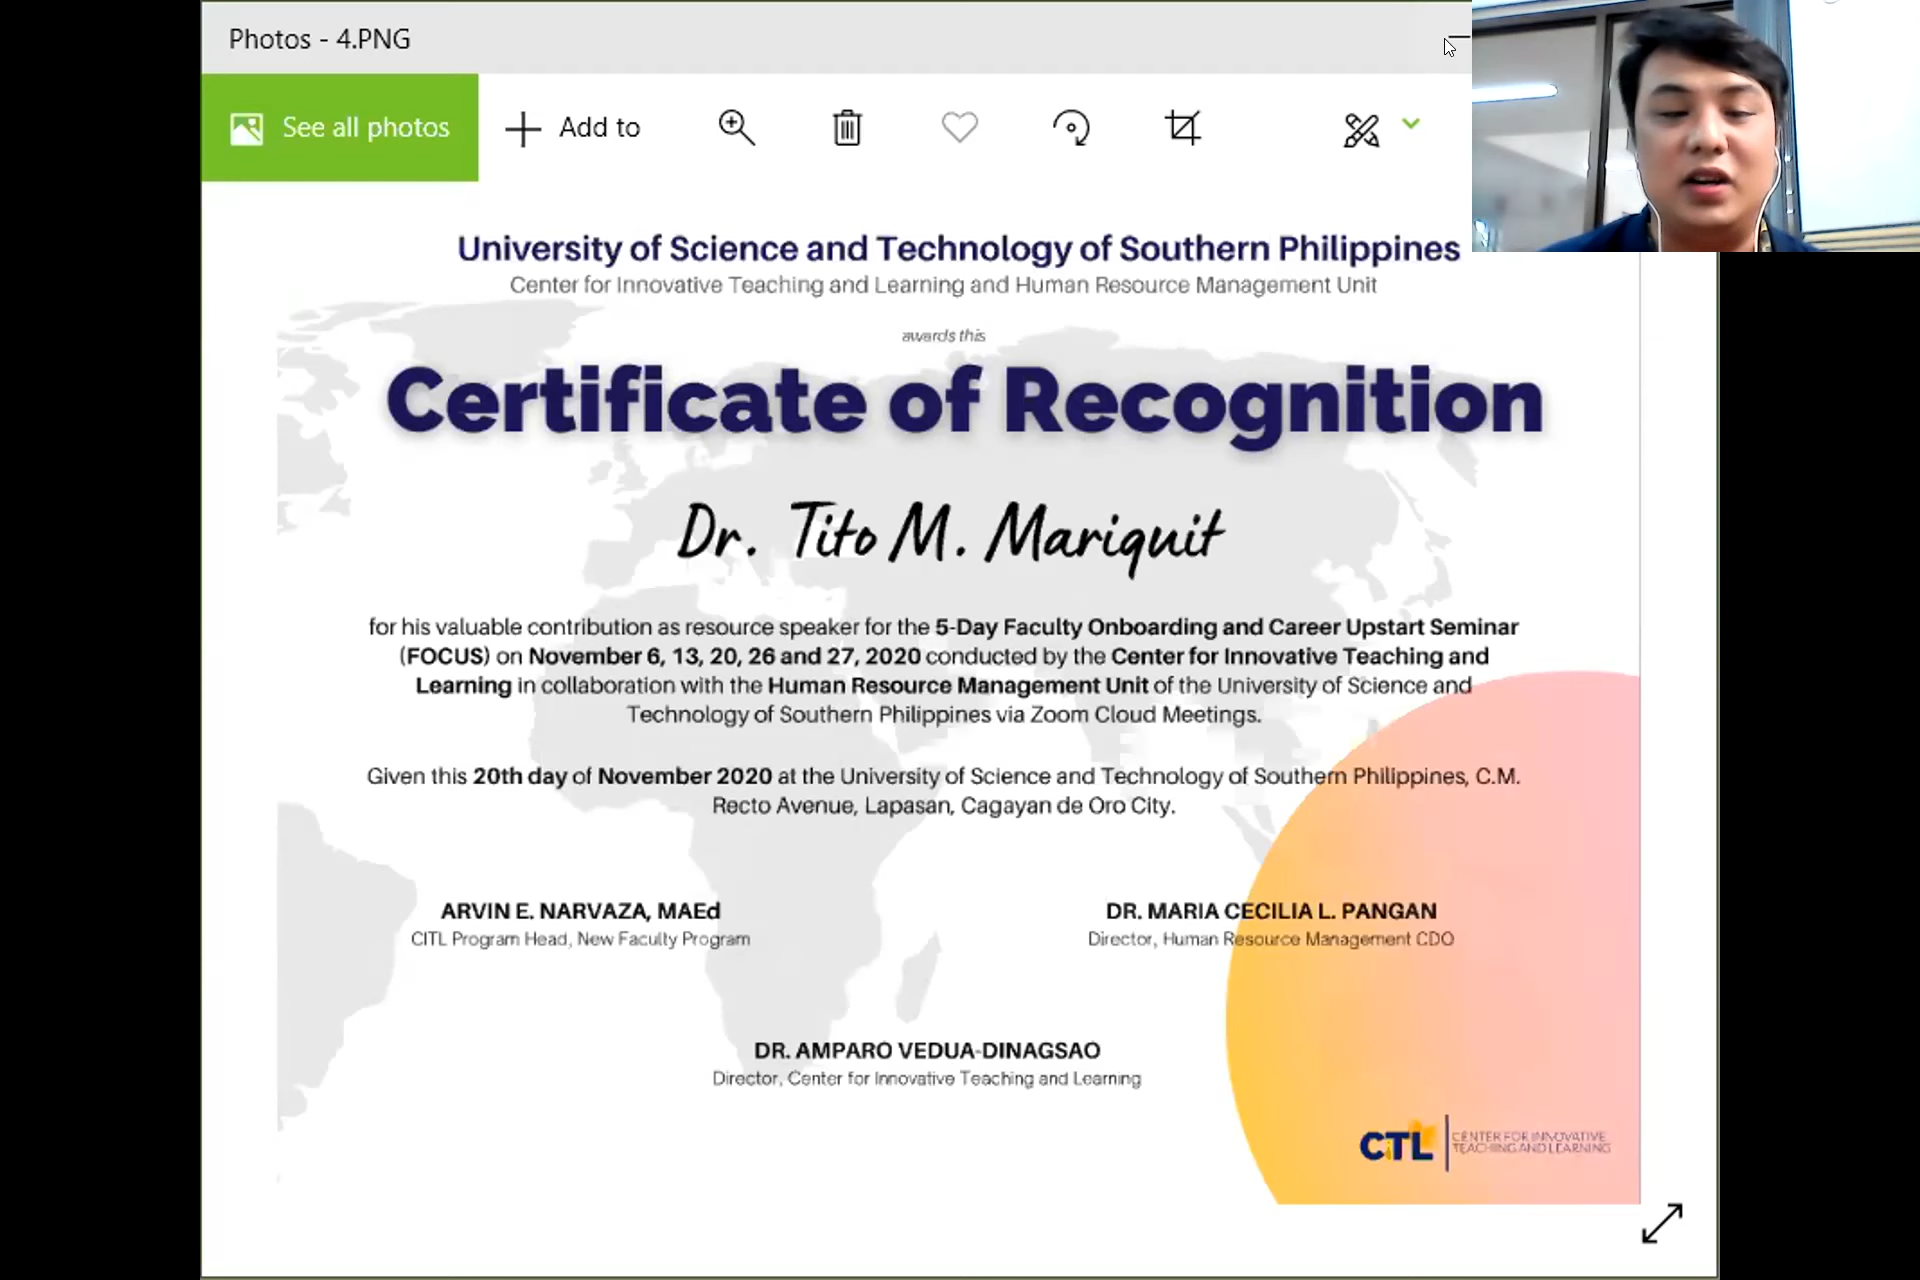 Photos - 4.PNG
See all photos
Add to
University of Science and Technology of Southern Philippines
Center for Innovative Teaching and Learning and Human Resource Management Unit
awards this
Certificate of Recognition
Dr. Tito M. Mariquit
for his valuable contribution as resource speaker for the 5-Day Faculty Onboarding and Career Upstart Seminar
(FOCUS) on November 6, 13, 20, 26 and 27, 2020 conducted by the Center for Innovative Teaching and
Learning in collaboration with the Human Resource Management Unit of the University of Science and
Technology of Southern Philippines via Zoom Cloud Meetings.
Given this 20th day of November 2020 at the University of Science and Technology of Southern Philippines, C.M.
Recto Avenue, Lapasan, Cagayan de Oro City.
ARVIN E. NARVAZA, MAEd
CITL Program Head, New Faculty Program
DR. MARIA CECILIA L. PANGAN
Director, Human Resource Management CDO
DR. AMPARO VEDUA-DINAGSAO
Director, Center for Innovative Teaching and Learning
CiTL
CENTER FOR INNOVATIVE
TEACHING AND LEARNING